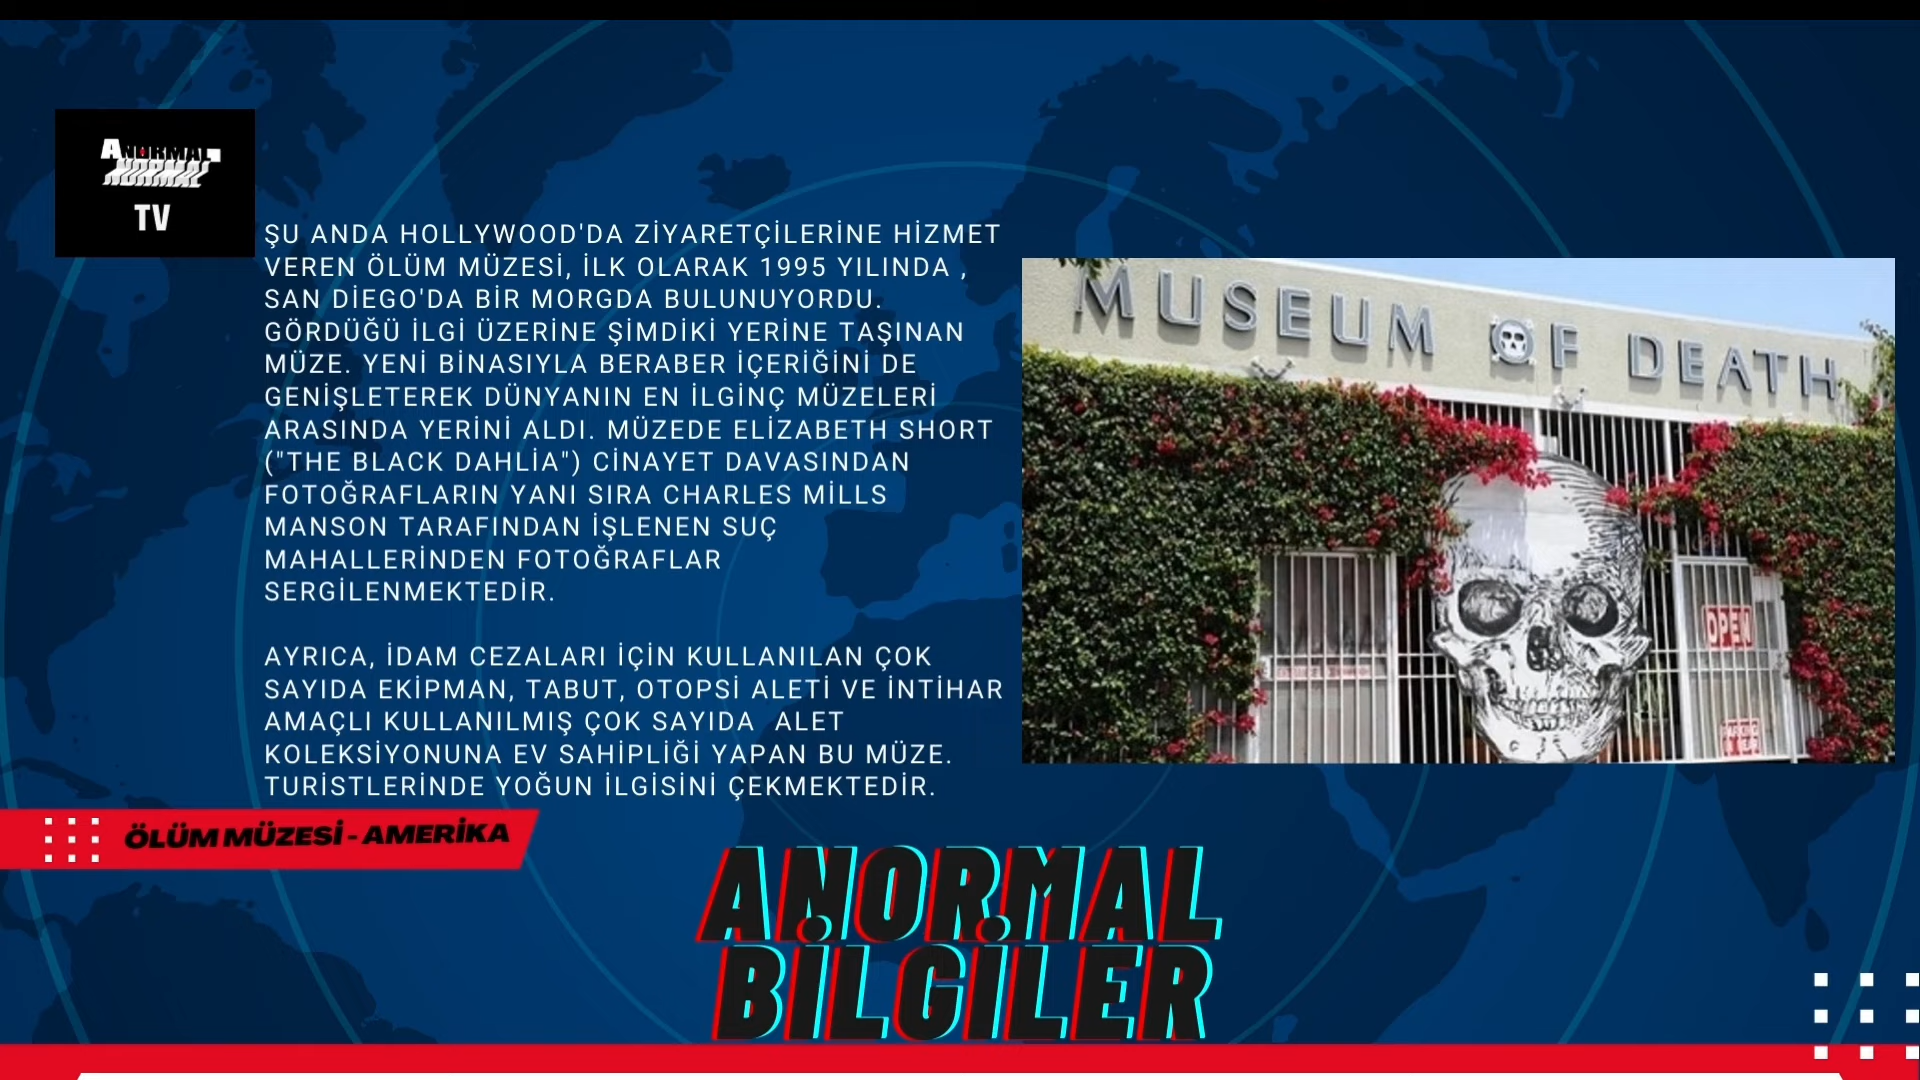 ANORMAL
NORMAL
TV
ŞU ANDA HOLLYWOOD'DA ZİYARETÇİLERİNE HİZMET
VEREN ÖLÜM MÜZESİ, İLK OLARAK 1995 YILINDA ,
SAN DİEGO'DA BİR MORGDA BULUNUYORDU.
GÖRDÜĞÜ İLGİ ÜZERİNE ŞİMDİKİ YERİNE TAŞINAN
MÜZE. YENİ BİNASIYLA BERABER İÇERİĞİNİ DE
GENİŞLETEREK DÜNYANIN EN İLGİNÇ MÜZELERİ
ARASINDA YERİNİ ALDI. MÜZEDE ELİZABETH SHORT
("THE BLACK DAHLİA") CİNAYET DAVASINDAN
FOTOĞRAFLARIN YANI SIRA CHARLES MİLLS
MANSON TARAFINDAN İŞLENEN SUÇ
MAHALLERİNDEN FOTOĞRAFLAR
SERGİLENMEKTEDİR.
AYRICA, İDAM CEZALARI İÇİN KULLANILAN ÇOK
SAYIDA EKİPMAN, TABUT, OTOPSİ ALETİ VE İNTİHAR
AMAÇLI KULLANILMIŞ ÇOK SAYIDA  ALET
KOLEKSİYONUNA EV SAHİPLİĞİ YAPAN BU MÜZE.
TURİSTLERİNDE YOĞUN İLGİSİNİ ÇEKMEKTEDİR.
MUSEUM OF DEATH
OPEN
ÖLÜM MÜZESİ - AMERİKA
ANORMAL
BİLGİLER